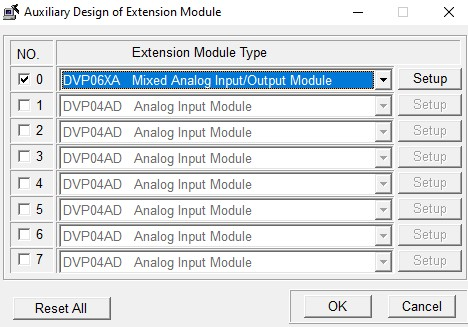 Auxiliary Design of Extension Module
NO. Extension Module Type
0 DVP06XA Mixed Analog Input/Output Module Setup
1 DVP04AD Analog Input Module Setup
2 DVP04AD Analog Input Module Setup
3 DVP04AD Analog Input Module Setup
4 DVP04AD Analog Input Module Setup
5 DVP04AD Analog Input Module Setup
6 DVP04AD Analog Input Module Setup
7 DVP04AD Analog Input Module Setup
Reset All OK Cancel